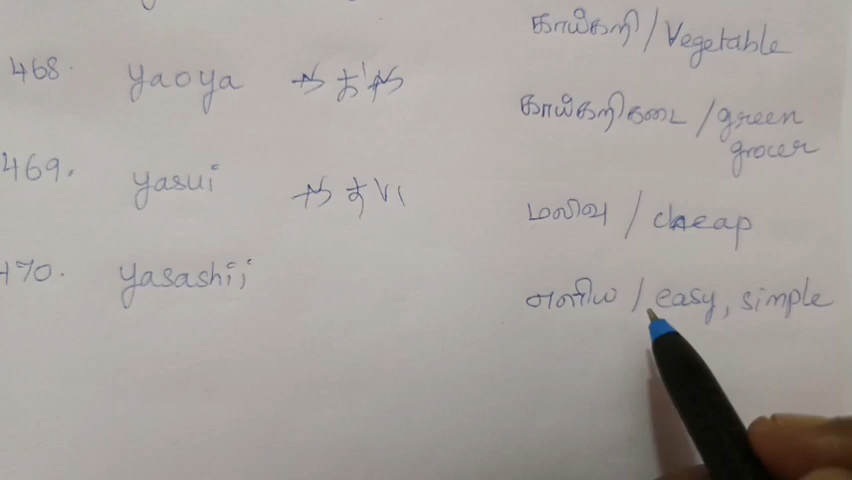 காய்கறி / Vegetable
468. yaoya やおや
காய்கறிகடை / green
grocer
469. yasui やすい
மலிவு / cheap
470. yasashii
எளிய / easy, simple